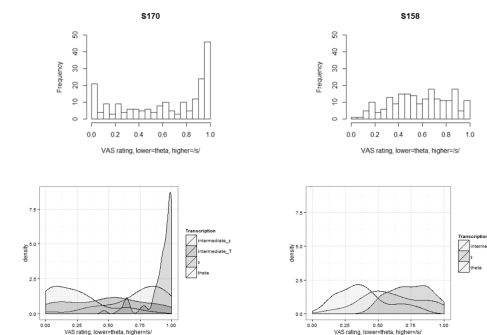 S170
S158
Frequency
50
40
30
20
10
0
0.0 0.2 0.4 0.6 0.8 1.0
VAS rating, lower=theta, higher=/s/
Frequency
50
40
30
20
10
0
0.0 0.2 0.4 0.6 0.8 1.0
VAS rating, lower=theta, higher=/s/
density
7.5
5.0
2.5
0.0
0.00 0.25 0.50 0.75 1.00
VAS rating, lower=theta, higher=/s/
Transcription
intermediate_s
intermediate_T
s
theta
density
7.5
5.0
2.5
0.0
0.00 0.25 0.50 0.75 1.00
VAS rating, lower=theta, higher=/s/
Transcription
interme
s
theta